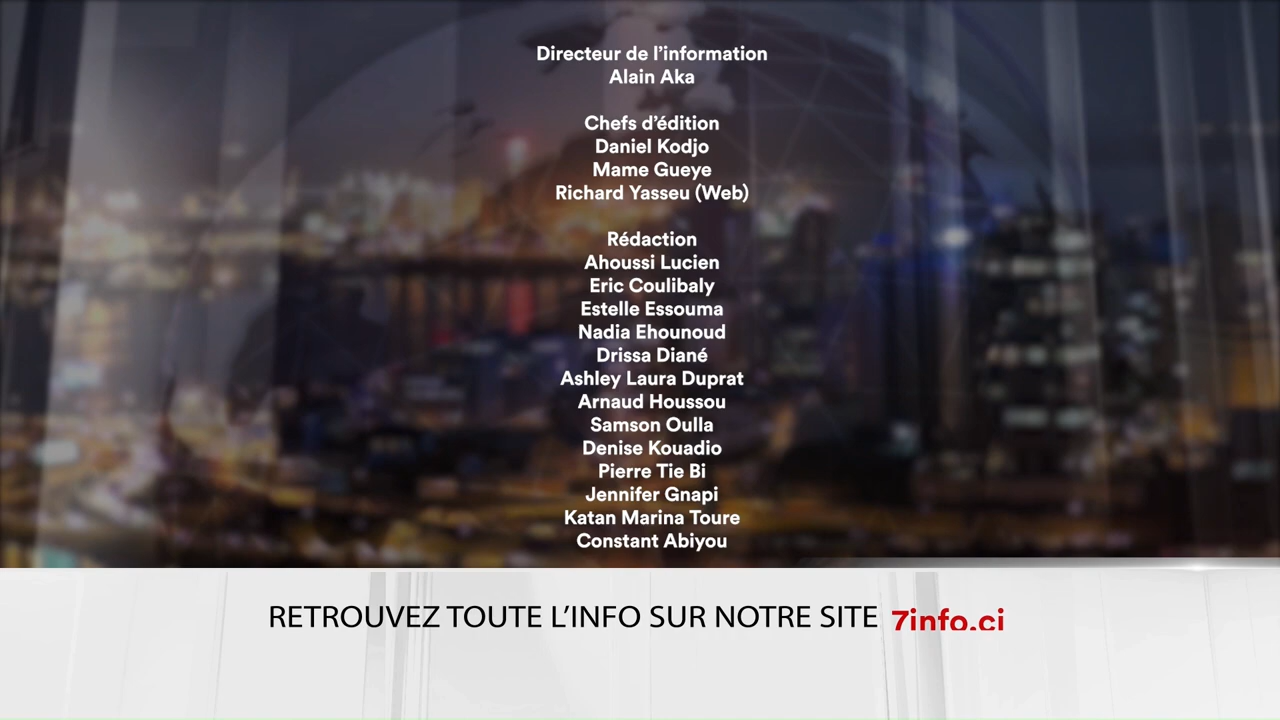 Directeur de l’information
Alain Aka
Chefs d’édition
Daniel Kodjo
Mame Gueye
Richard Yasseu (Web)
Rédaction
Ahoussi Lucien
Eric Coulibaly
Estelle Essouma
Nadia Ehounoud
Drissa Diané
Ashley Laura Duprat
Arnaud Houssou
Samson Oulla
Denise Kouadio
Pierre Tie Bi
Jennifer Gnapi
Katan Marina Toure
Constant Abiyou
RETROUVEZ TOUTE L’INFO SUR NOTRE SITE 7info.ci